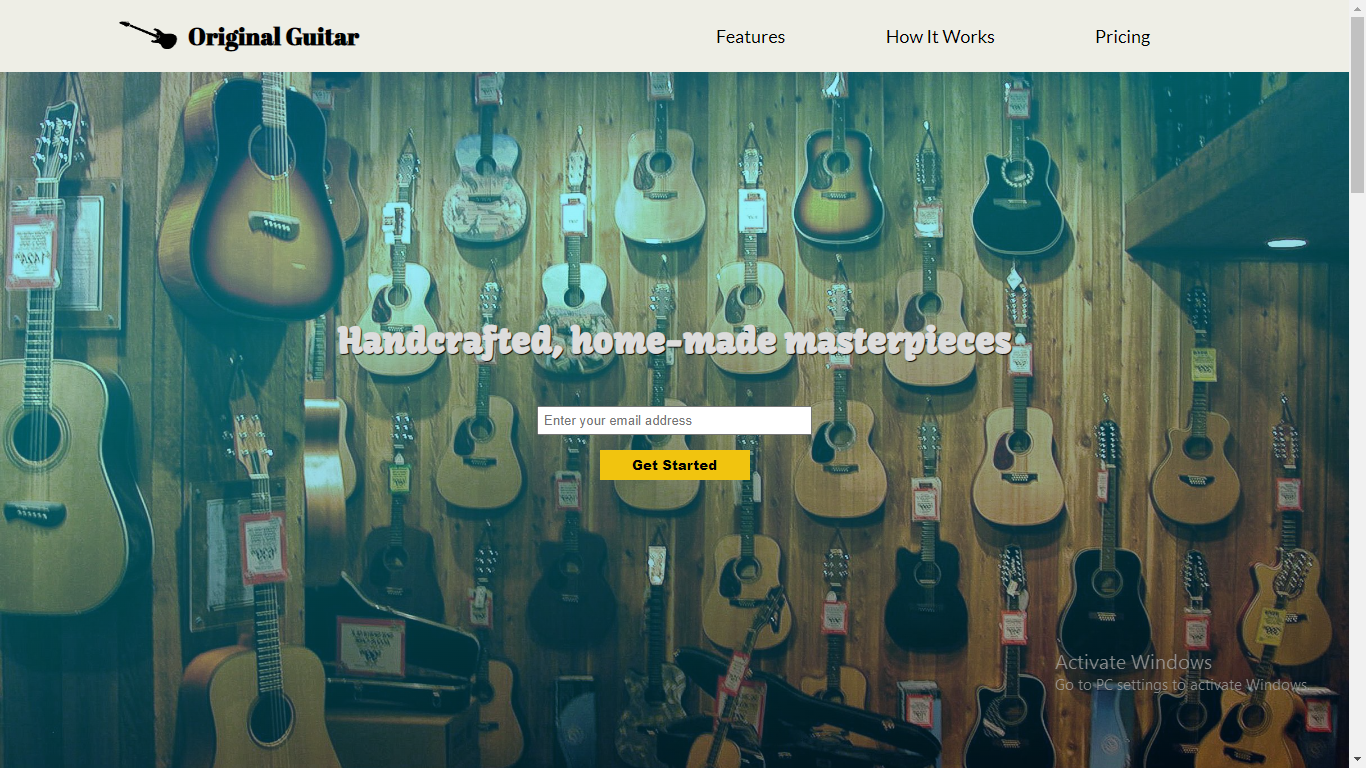 Original Guitar
Features
How It Works
Pricing
Handcrafted, home-made masterpieces
Enter your email address
Get Started
Activate Windows
Go to PC settings to activate Windows.